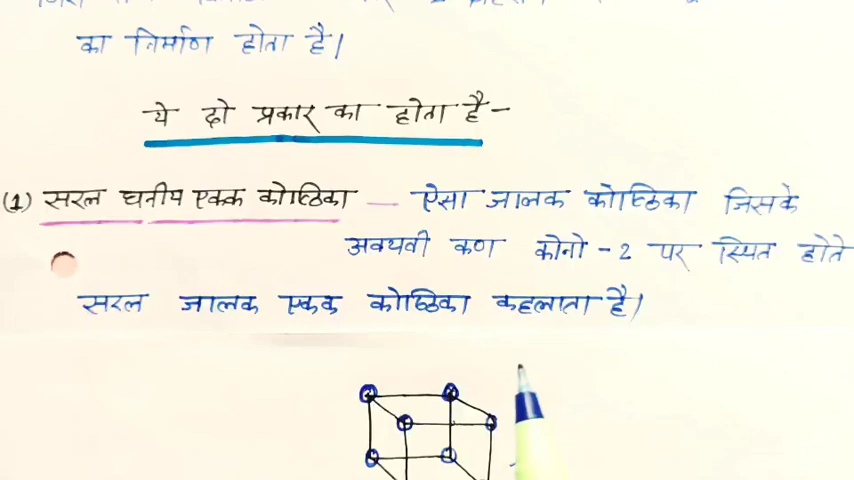 का निर्माण होता है।
ये दो प्रकार का होता है-
(1) सरल घनीय एकक कोष्ठिका — ऐसा जालक कोष्ठिका जिसके
अवयवी कण कोनो-2 पर स्थित होते
सरल जालक एकक कोष्ठिका कहलाता है।